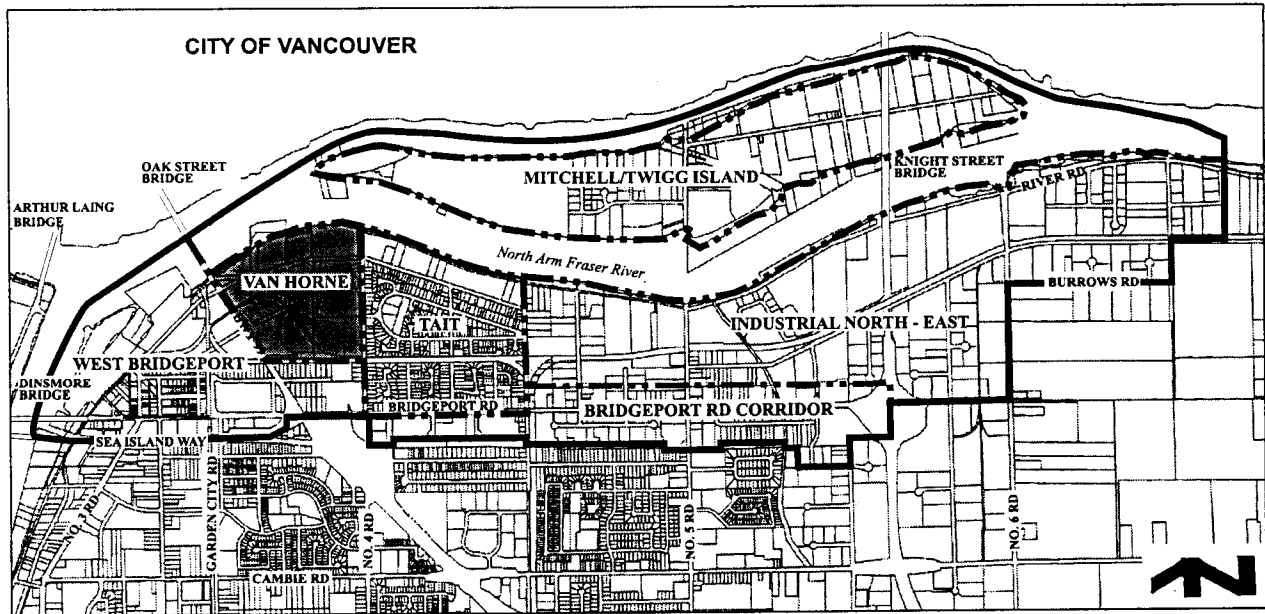 CITY OF VANCOUVER
OAK STREET
BRIDGE
ARTHUR LAING
BRIDGE
MITCHELL/TWIGG ISLAND
KNIGHT STREET
BRIDGE
RIVER RD
North Arm Fraser River
VAN HORNE
TAIT
BURROWS RD
INDUSTRIAL NORTH - EAST
WEST BRIDGEPORT
DINSMORE
BRIDGE
BRIDGEPORT RD
BRIDGEPORT RD CORRIDOR
SEA ISLAND WAY
NO. 3 RD
GARDEN CITY RD
NO. 4 RD
NO. 5 RD
NO. 6 RD
CAMBIE RD
N